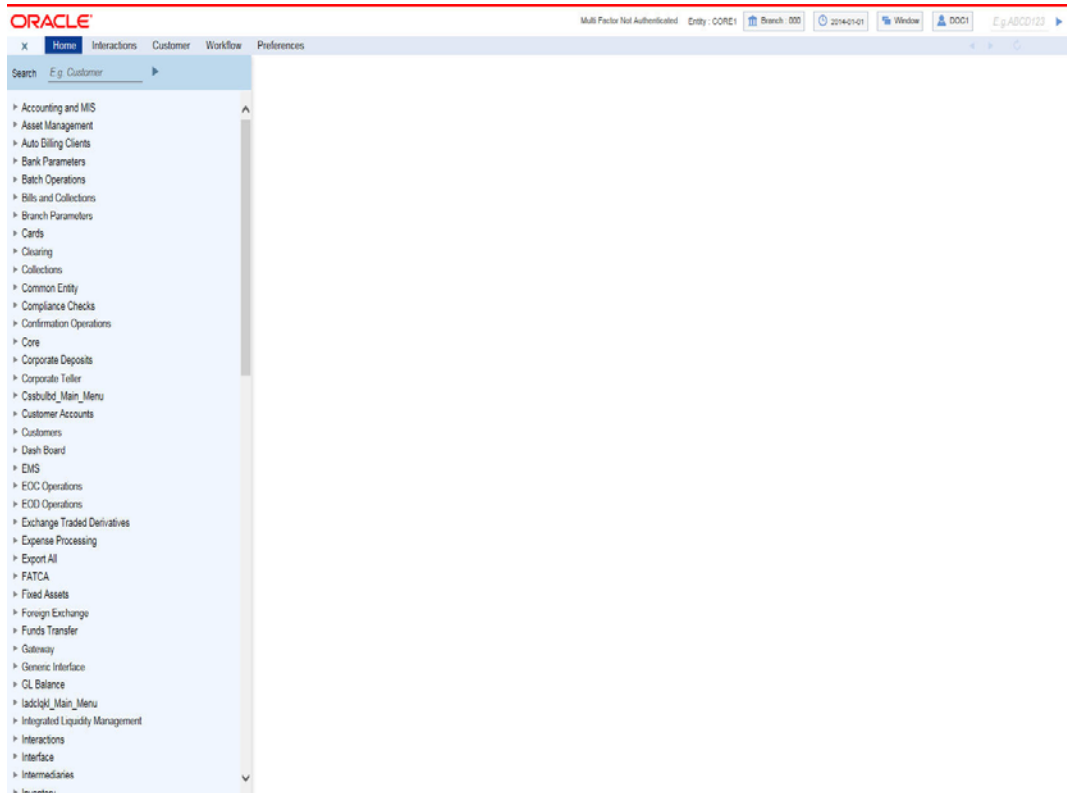 ORACLE
Multi Factor Not Authenticated Entity : CORE1 Branch : 000 2014-01-01 Window DOC1 E.g.ABCD123
X Home Interactions Customer Workflow Preferences
Search E.g. Customer
Accounting and MIS
Asset Management
Auto Billing Clients
Bank Parameters
Batch Operations
Bills and Collections
Branch Parameters
Cards
Clearing
Collections
Common Entity
Compliance Checks
Confirmation Operations
Core
Corporate Deposits
Corporate Teller
Cssbulbd_Main_Menu
Customer Accounts
Customers
Dash Board
EMS
EOC Operations
EOD Operations
Exchange Traded Derivatives
Expense Processing
Export All
FATCA
Fixed Assets
Foreign Exchange
Funds Transfer
Gateway
Generic Interface
GL Balance
Iadclqkl_Main_Menu
Integrated Liquidity Management
Interactions
Interface
Intermediaries
Inventory